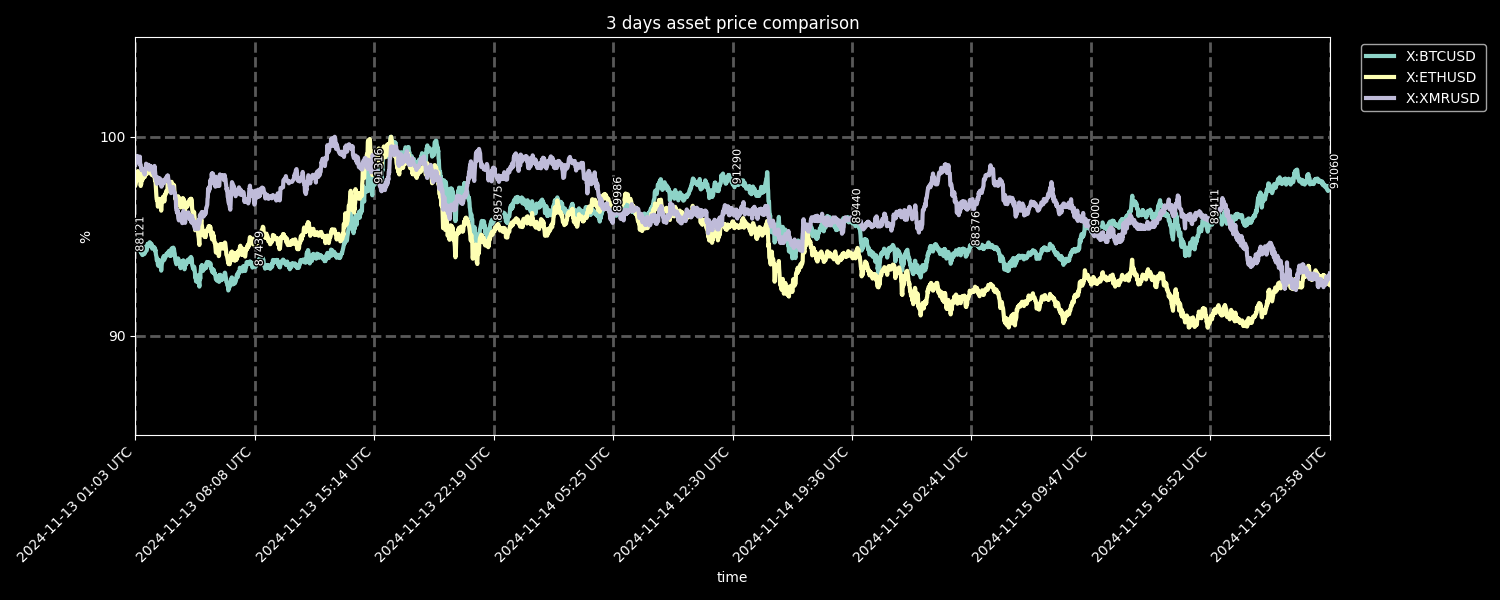 3 days asset price comparison
X:BTCUSD
X:ETHUSD
X:XMRUSD
100
90
%
88121
87439
91316
89575
89986
91290
89440
88376
89000
89411
91060
2024-11-13 01:03 UTC
2024-11-13 08:08 UTC
2024-11-13 15:14 UTC
2024-11-13 22:19 UTC
2024-11-14 05:25 UTC
2024-11-14 12:30 UTC
2024-11-14 19:36 UTC
2024-11-15 02:41 UTC
2024-11-15 09:47 UTC
2024-11-15 16:52 UTC
2024-11-15 23:58 UTC
time